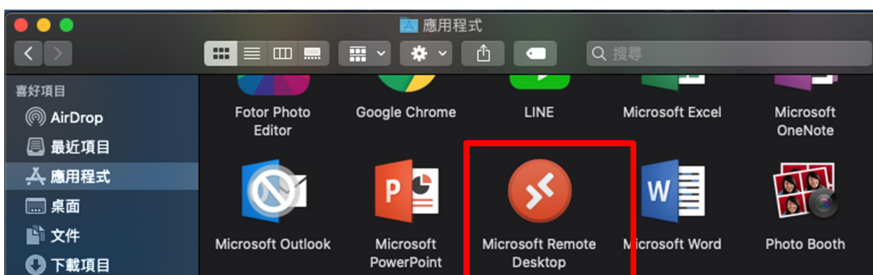 應用程式
搜尋
喜好項目
AirDrop
最近項目
應用程式
桌面
文件
下載項目
Fotor Photo
Editor
Google Chrome
LINE
Microsoft Excel
Microsoft
OneNote
Microsoft Outlook
Microsoft
PowerPoint
Microsoft Remote
Desktop
Microsoft Word
Photo Booth